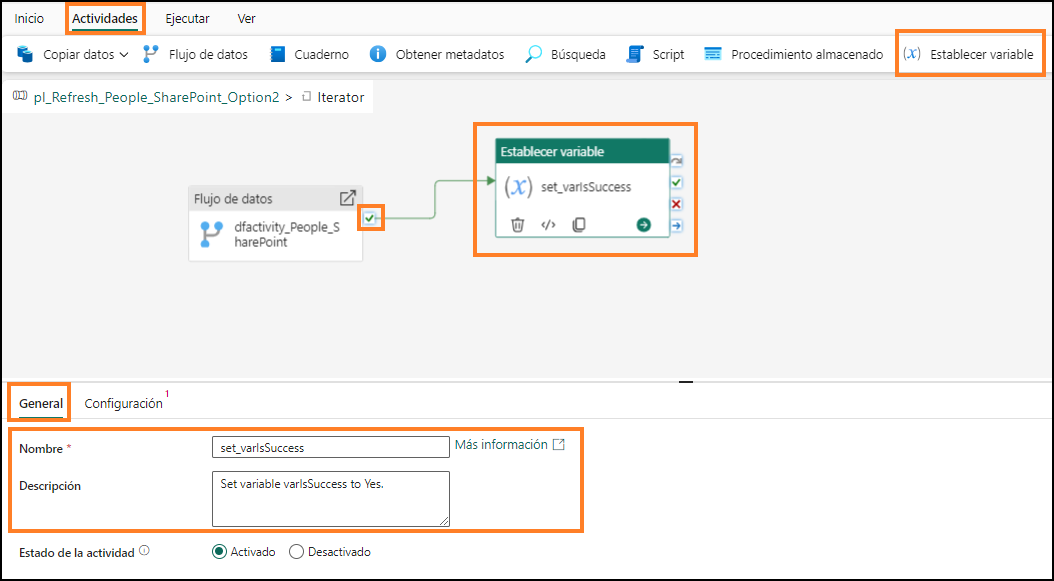 Inicio Actividades Ejecutar Ver
Copiar datos Flujo de datos Cuaderno Obtener metadatos Búsqueda Script Procedimiento almacenado (x) Establecer variable
pl_Refresh_People_SharePoint_Option2 > Iterator
Establecer variable
(x) set_varIsSuccess
Flujo de datos
dfactivity_People_S
harePoint
General Configuración 1
Nombre * set_varIsSuccess Más información
Descripción Set variable varIsSuccess to Yes.
Estado de la actividad Activado Desactivado